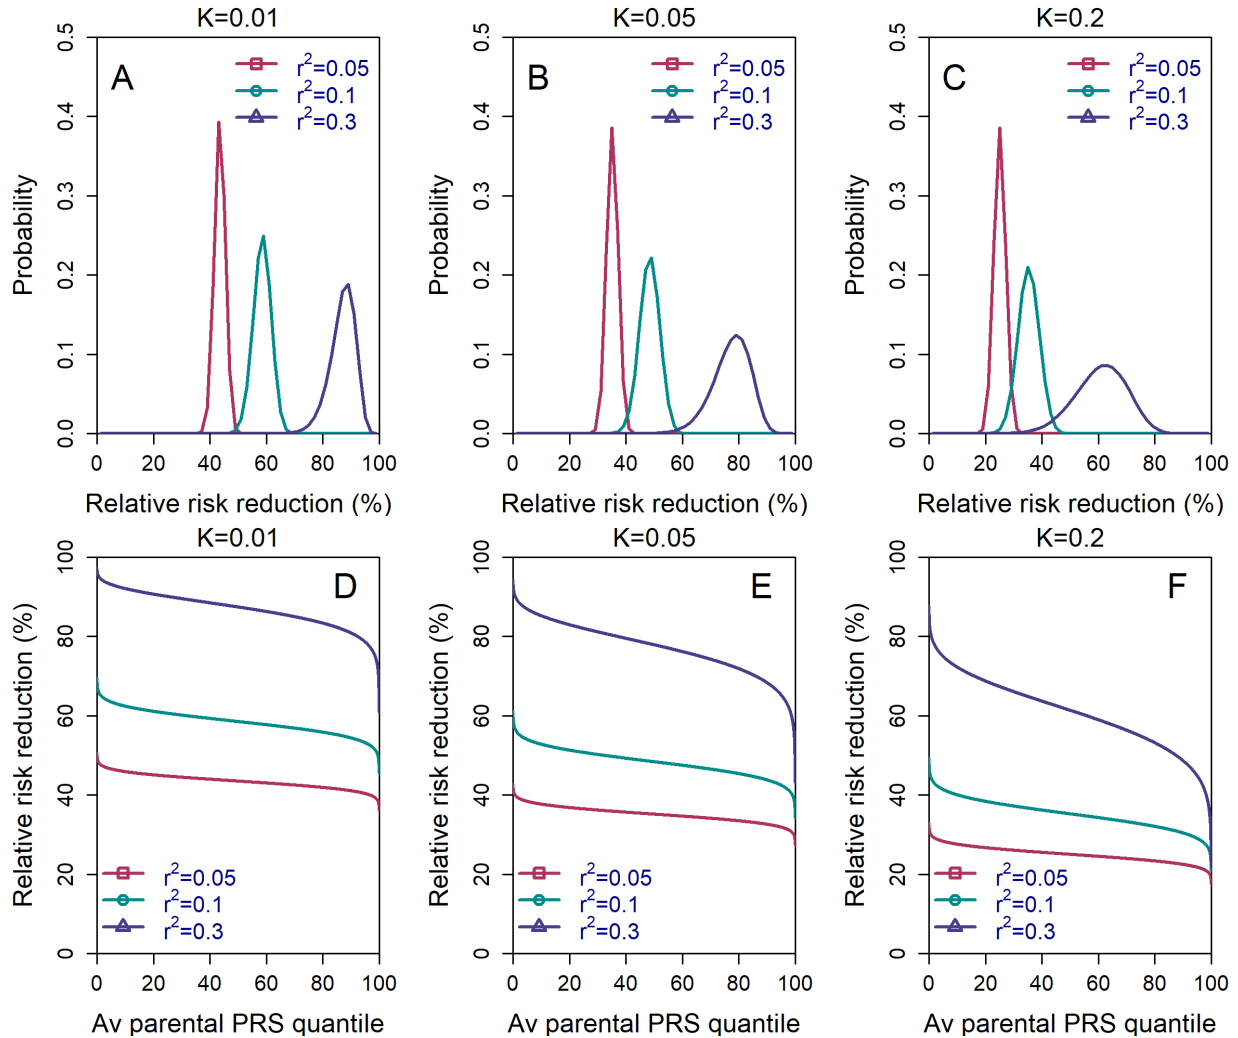 K=0.01
A
r²=0.05
r²=0.1
r²=0.3
0.5
0.4
0.3
0.2
0.1
0.0
Probability
0 20 40 60 80 100
Relative risk reduction (%)
K=0.05
B
r²=0.05
r²=0.1
r²=0.3
0.5
0.4
0.3
0.2
0.1
0.0
Probability
0 20 40 60 80 100
Relative risk reduction (%)
K=0.2
C
r²=0.05
r²=0.1
r²=0.3
0.5
0.4
0.3
0.2
0.1
0.0
Probability
0 20 40 60 80 100
Relative risk reduction (%)
K=0.01
D
100
80
60
40
20
0
Relative risk reduction (%)
r²=0.05
r²=0.1
r²=0.3
0 20 40 60 80 100
Av parental PRS quantile
K=0.05
E
100
80
60
40
20
0
Relative risk reduction (%)
r²=0.05
r²=0.1
r²=0.3
0 20 40 60 80 100
Av parental PRS quantile
K=0.2
F
100
80
60
40
20
0
Relative risk reduction (%)
r²=0.05
r²=0.1
r²=0.3
0 20 40 60 80 100
Av parental PRS quantile